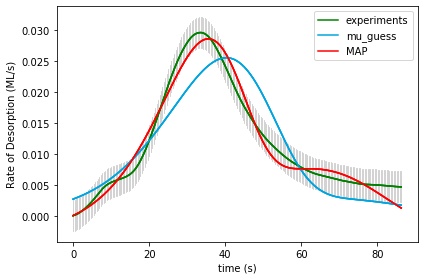 experiments
mu_guess
MAP
Rate of Desorption (ML/s)
0.030
0.025
0.020
0.015
0.010
0.005
0.000
0 20 40 60 80
time (s)